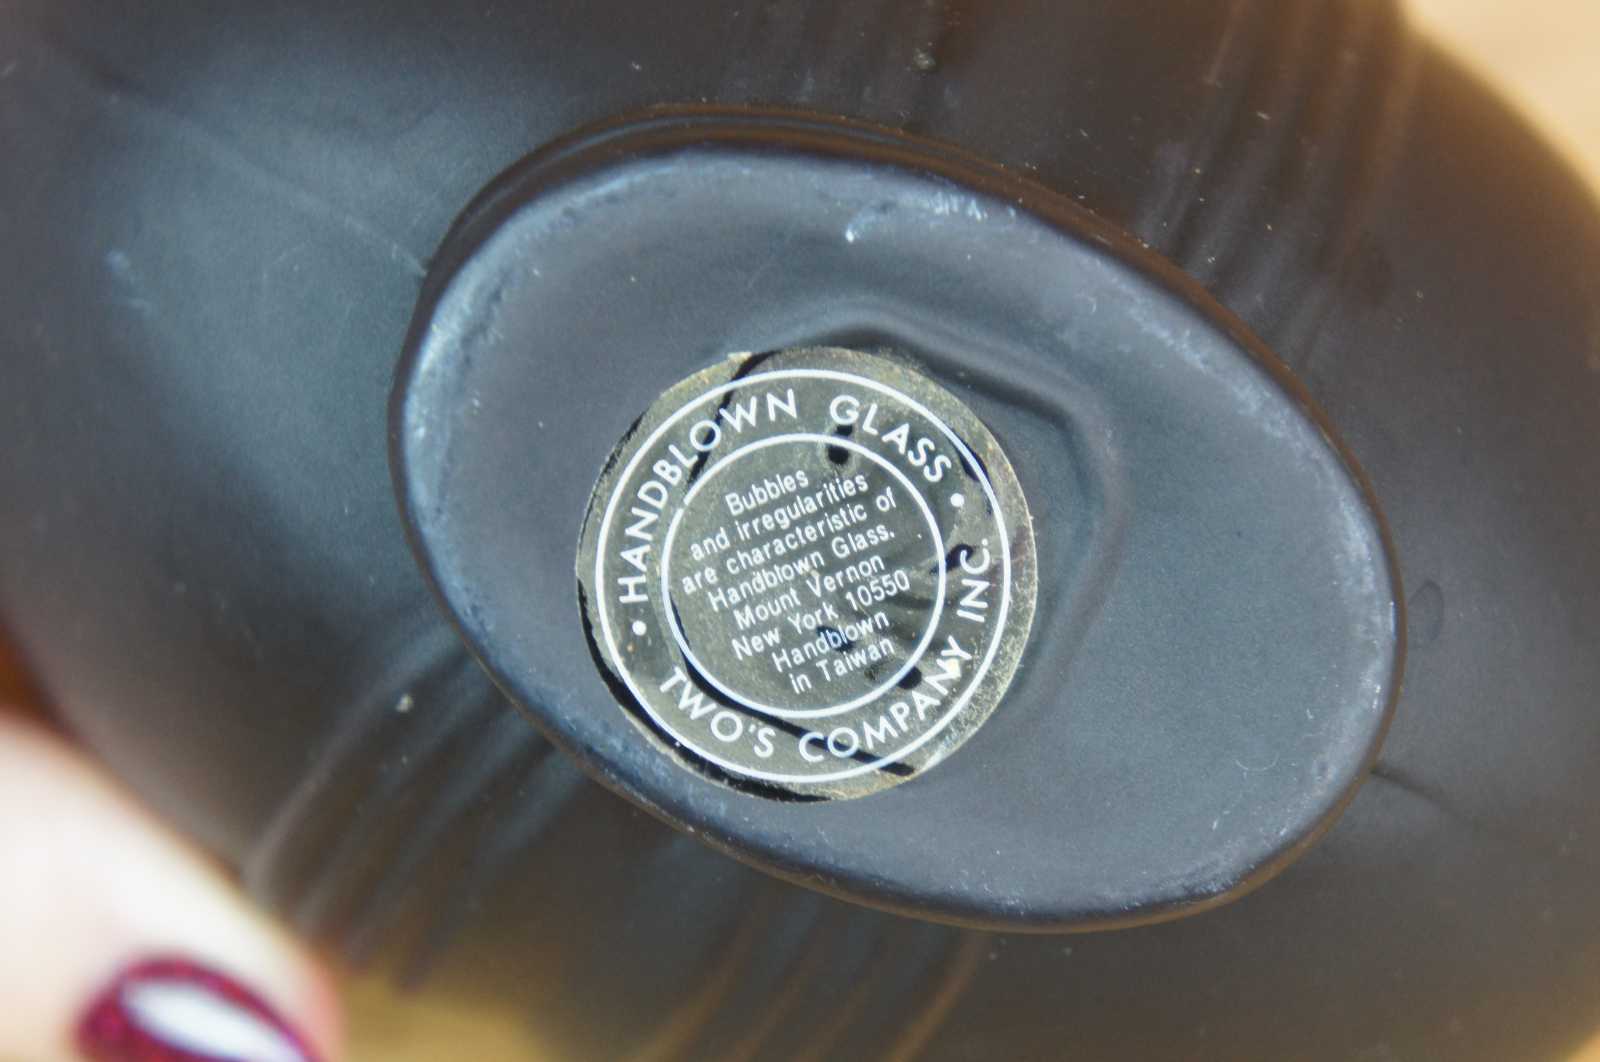 • HANDBLOWN GLASS •
TWO'S COMPANY INC.
Bubbles
and irregularities
are characteristic of
Handblown Glass.
Mount Vernon
New York 10550
Handblown
in Taiwan